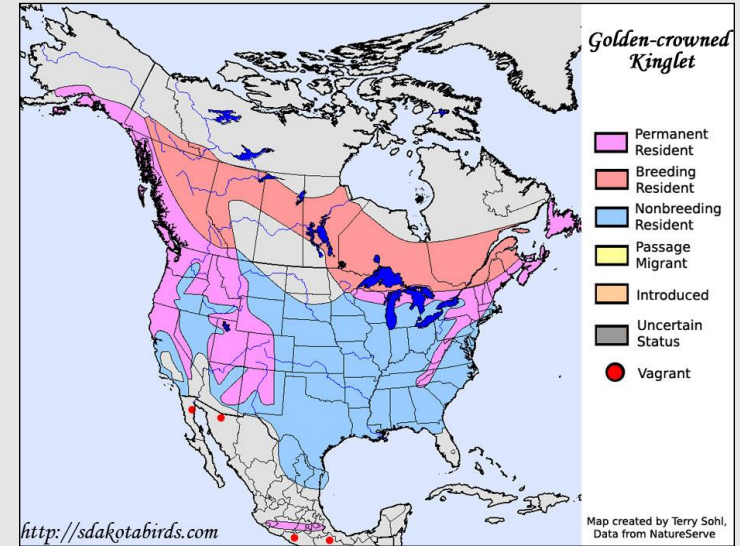 Golden-crowned
Kinglet
Permanent
Resident
Breeding
Resident
Nonbreeding
Resident
Passage
Migrant
Introduced
Uncertain
Status
Vagrant
http://sdakotabirds.com
Map created by Terry Sohl,
Data from NatureServe